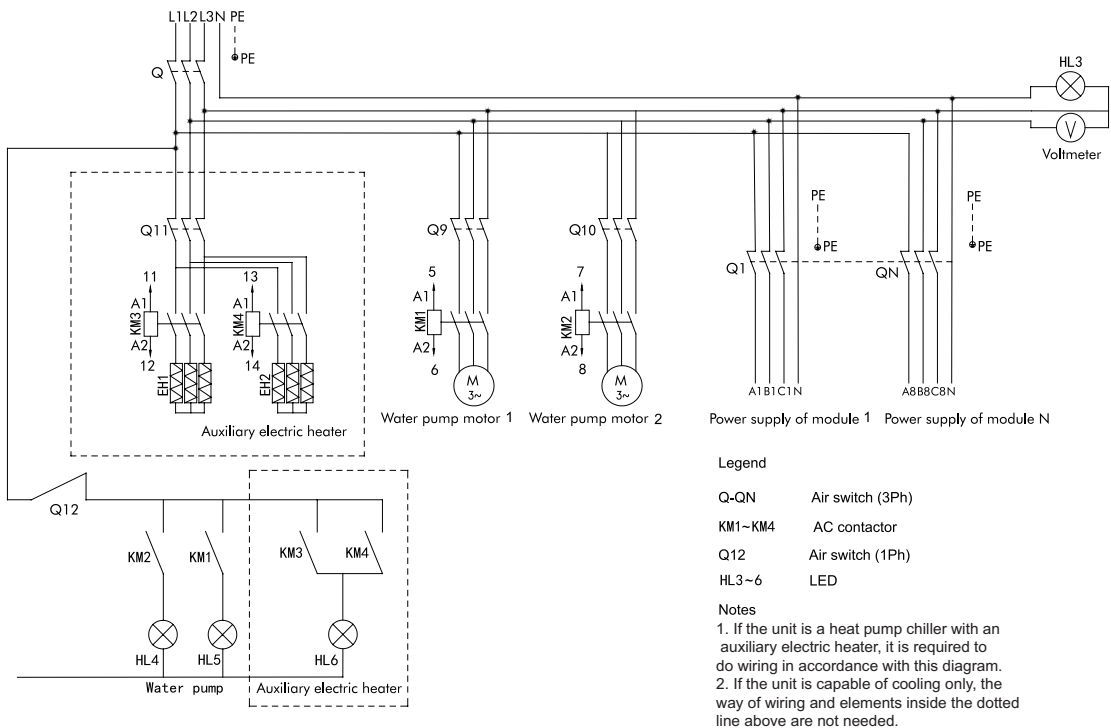 L1L2L3N PE
PE
Q
HL3
V
Voltmeter
PE
PE
PE
PE
Q11
Q9
Q10
Q1
QN
11
13
5
7
A1
A1
A1
A1
KM3
KM4
KM1
KM2
A2
A2
A2
A2
12
14
6
8
EH1
EH2
M
3~
M
3~
A1B1C1N
A8B8C8N
Auxiliary electric heater
Water pump motor 1
Water pump motor 2
Power supply of module 1
Power supply of module N
Q12
KM2
KM1
KM3
KM4
HL4
HL5
HL6
Water pump
Auxiliary electric heater
Legend
Q-QN Air switch (3Ph)
KM1~KM4 AC contactor
Q12 Air switch (1Ph)
HL3~6 LED
Notes
1. If the unit is a heat pump chiller with an
auxiliary electric heater, it is required to
do wiring in accordance with this diagram.
2. If the unit is capable of cooling only, the
way of wiring and elements inside the dotted
line above are not needed.